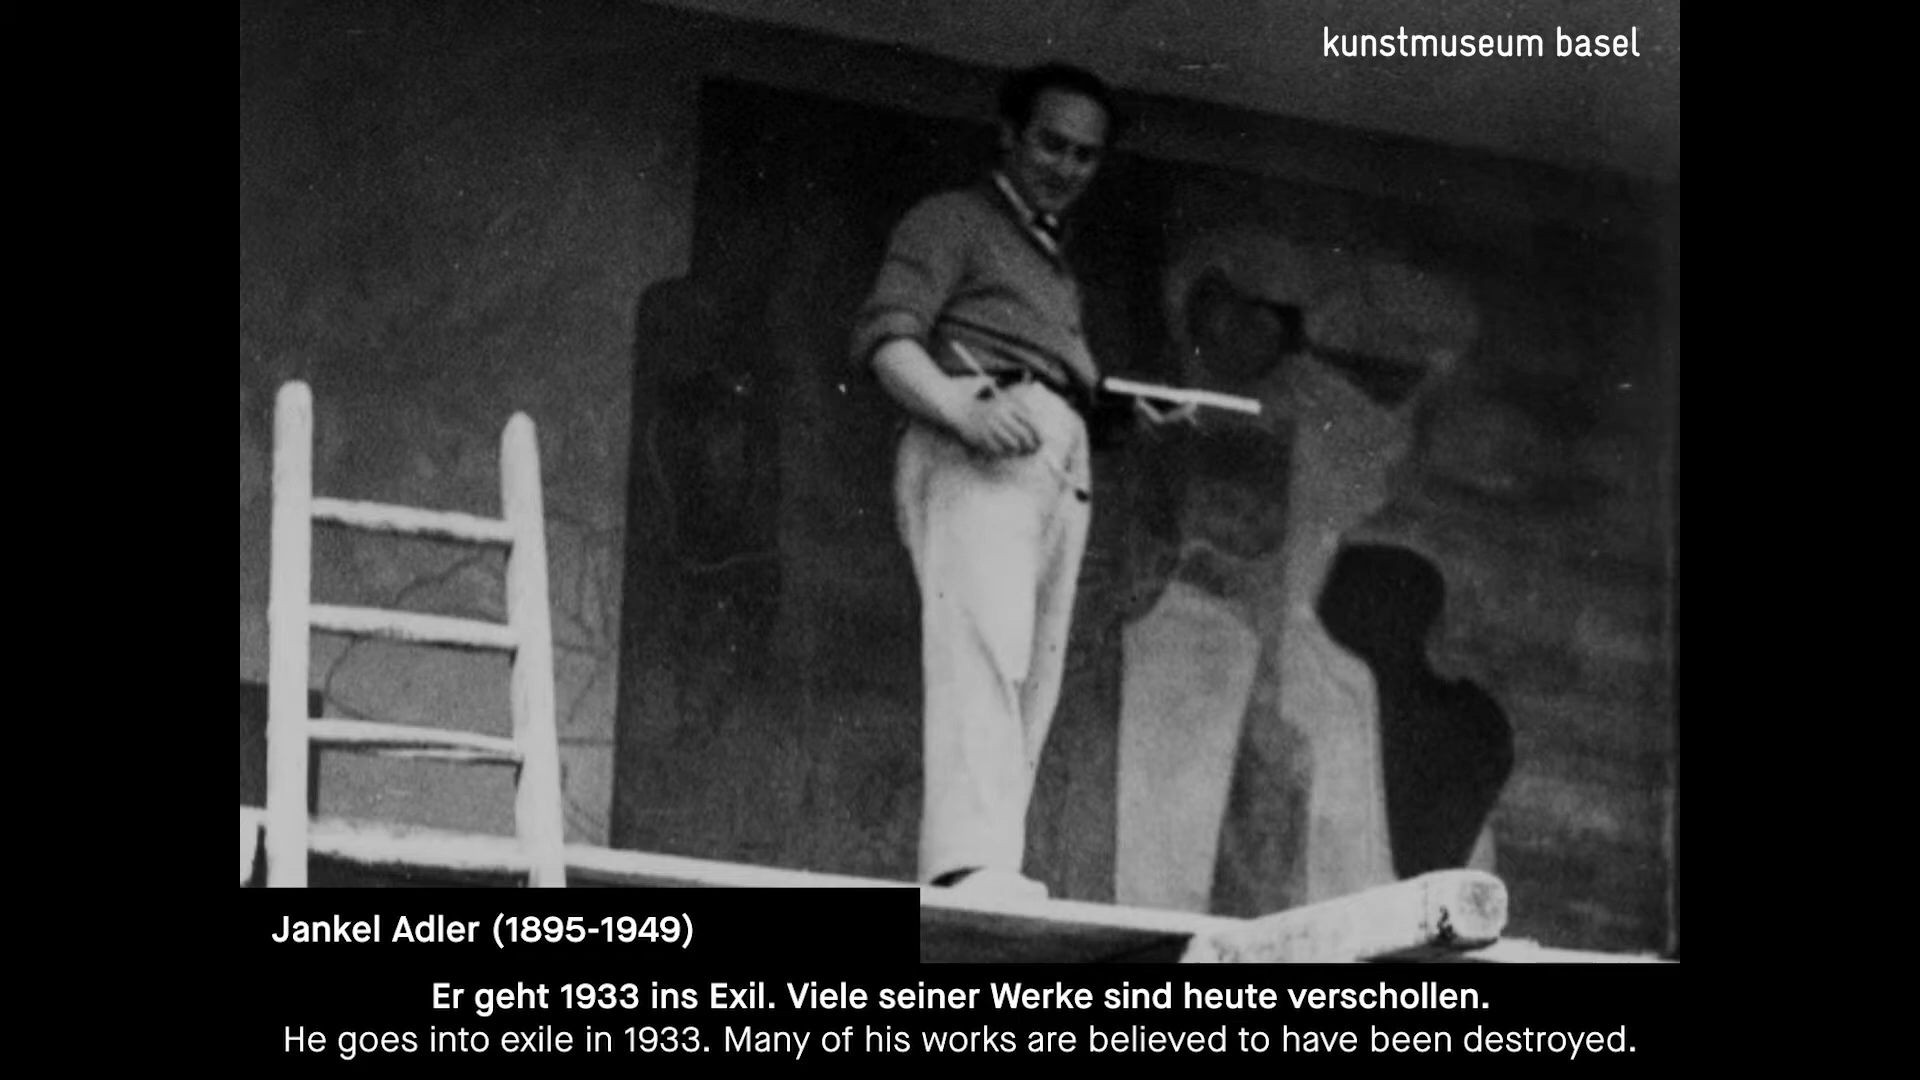 kunstmuseum basel
Jankel Adler (1895-1949)
Er geht 1933 ins Exil. Viele seiner Werke sind heute verschollen.
He goes into exile in 1933. Many of his works are believed to have been destroyed.